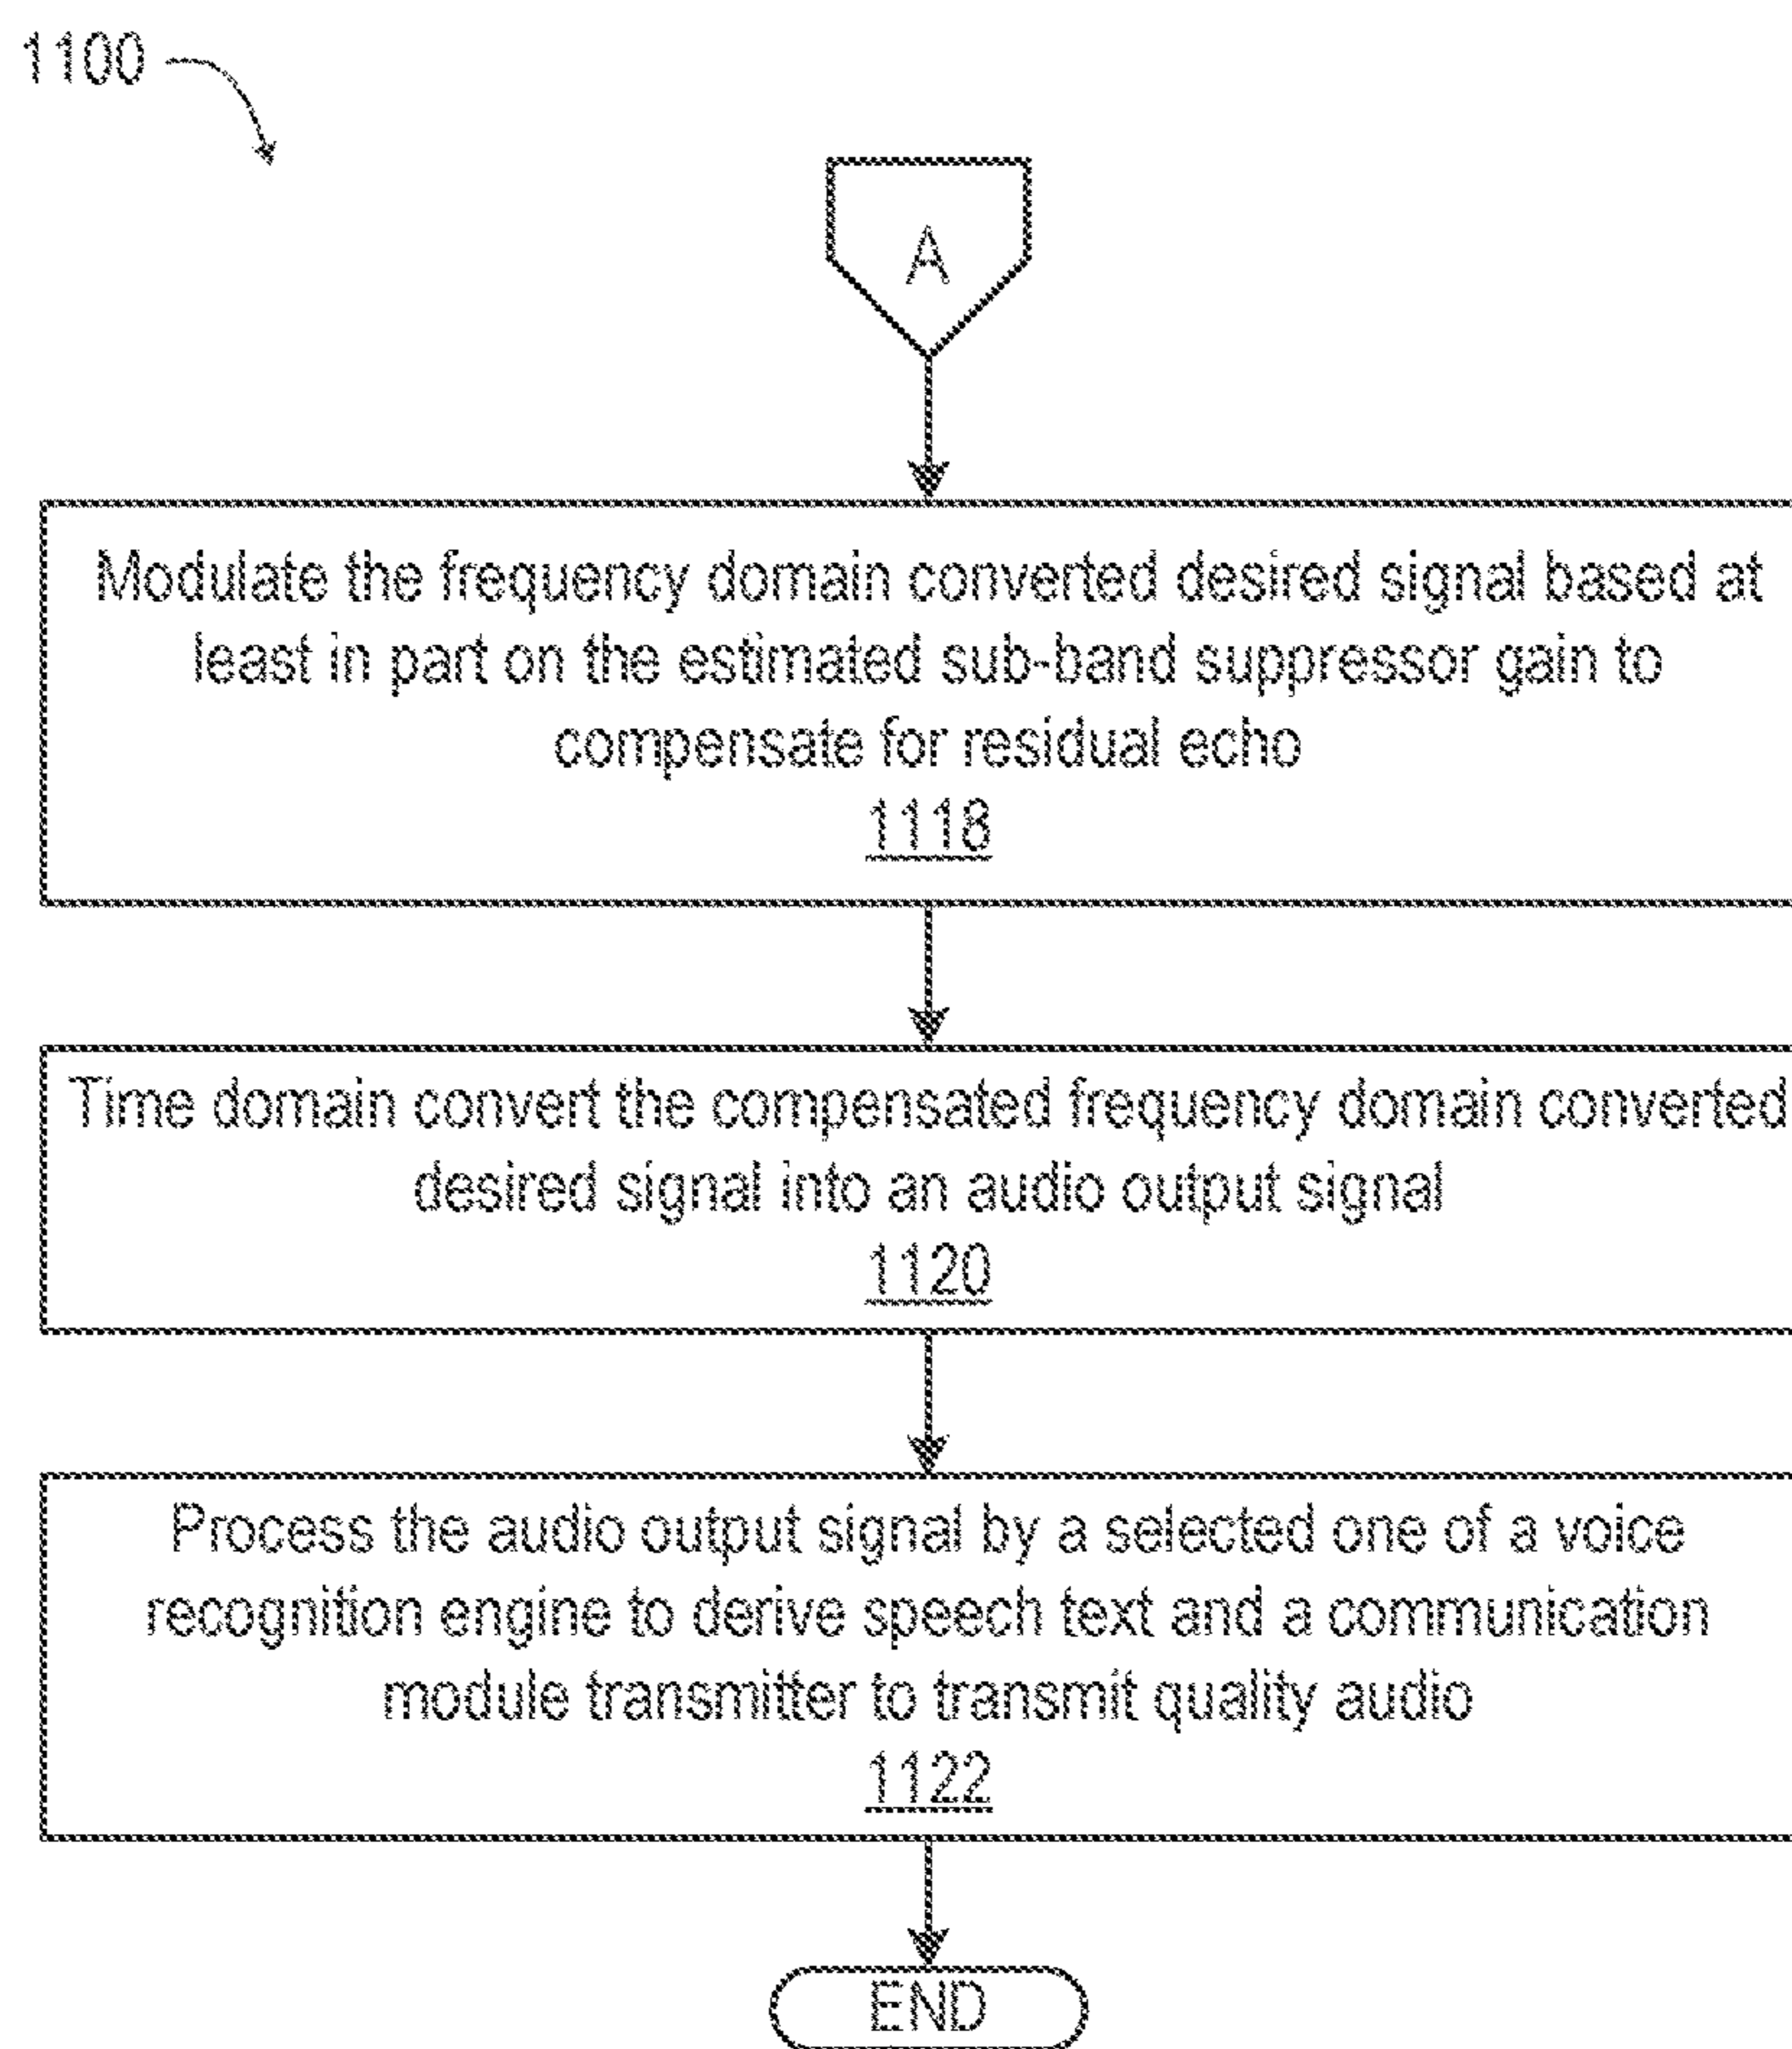 1100
A
Modulate the frequency domain converted desired signal based at
least in part on the estimated sub-band suppressor gain to
compensate for residual echo
1118
Time domain convert the compensated frequency domain converted
desired signal into an audio output signal
1120
Process the audio output signal by a selected one of a voice
recognition engine to derive speech text and a communication
module transmitter to transmit quality audio
1122
END